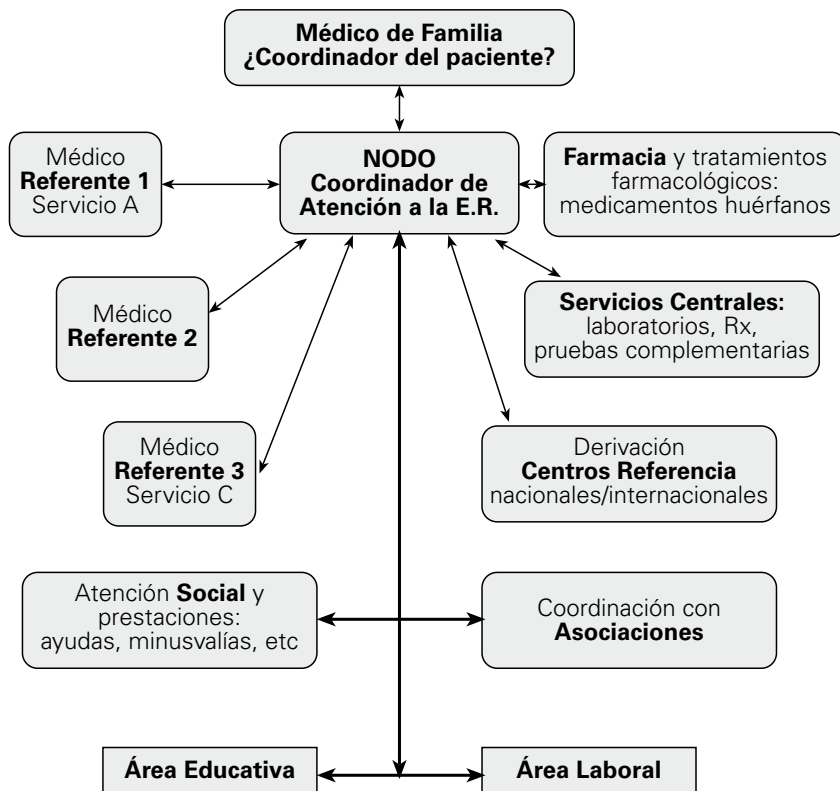 Médico de Familia
¿Coordinador del paciente?
Médico
Referente 1
Servicio A
NODO
Coordinador de
Atención a la E.R.
Farmacia y tratamientos
farmacológicos:
medicamentos huérfanos
Médico
Referente 2
Servicios Centrales:
laboratorios, Rx,
pruebas complementarias
Médico
Referente 3
Servicio C
Derivación
Centros Referencia
nacionales/internacionales
Atención Social y
prestaciones:
ayudas, minusvalías, etc
Coordinación con
Asociaciones
Área Educativa
Área Laboral